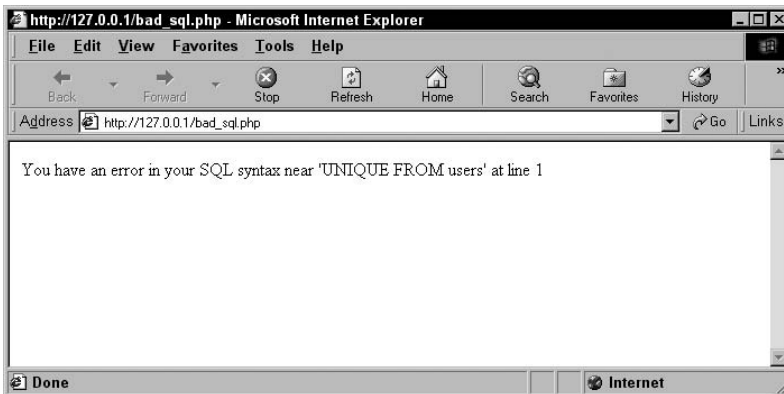 http://127.0.0.1/bad_sql.php - Microsoft Internet Explorer
File Edit View Favorites Tools Help
Back Forward Stop Refresh Home Search Favorites History »
Address http://127.0.0.1/bad_sql.php Go Links
You have an error in your SQL syntax near 'UNIQUE FROM users' at line 1
Done Internet